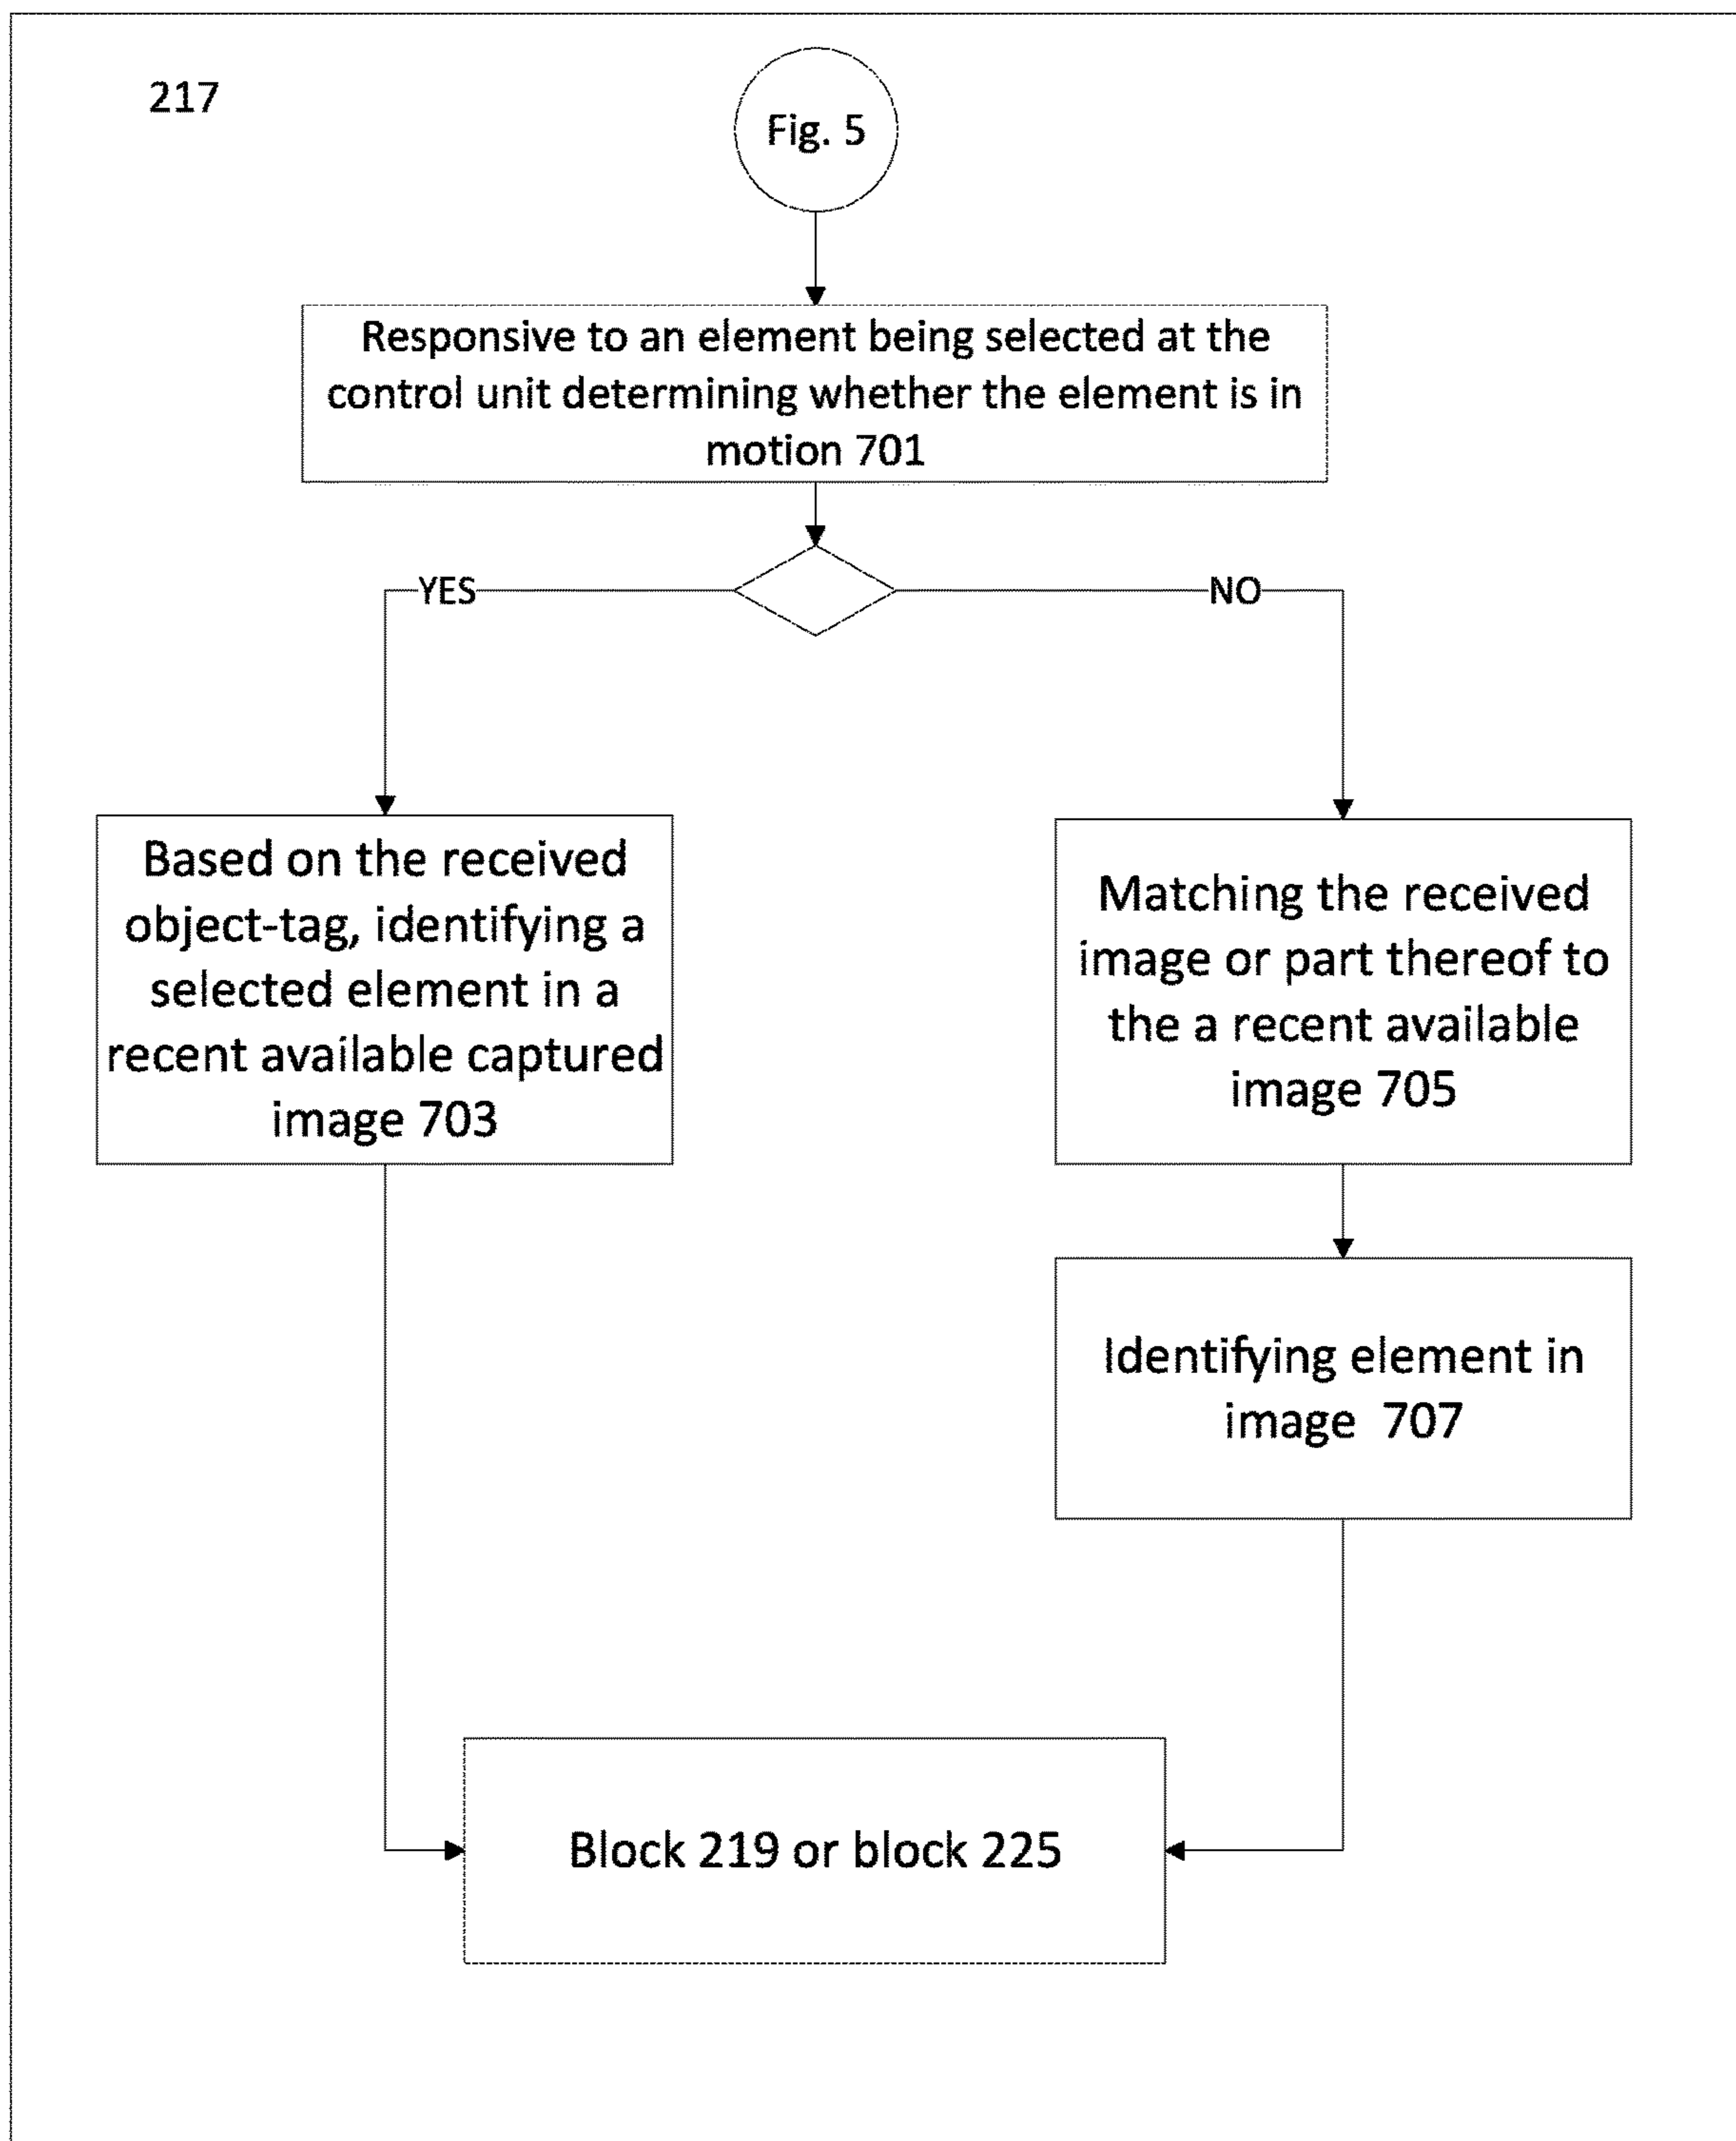 217
Fig. 5
Responsive to an element being selected at the
control unit determining whether the element is in
motion 701
YES
NO
Based on the received
object-tag, identifying a
selected element in a
recent available captured
image 703
Matching the received
image or part thereof to
the a recent available
image 705
Identifying element in
image 707
Block 219 or block 225